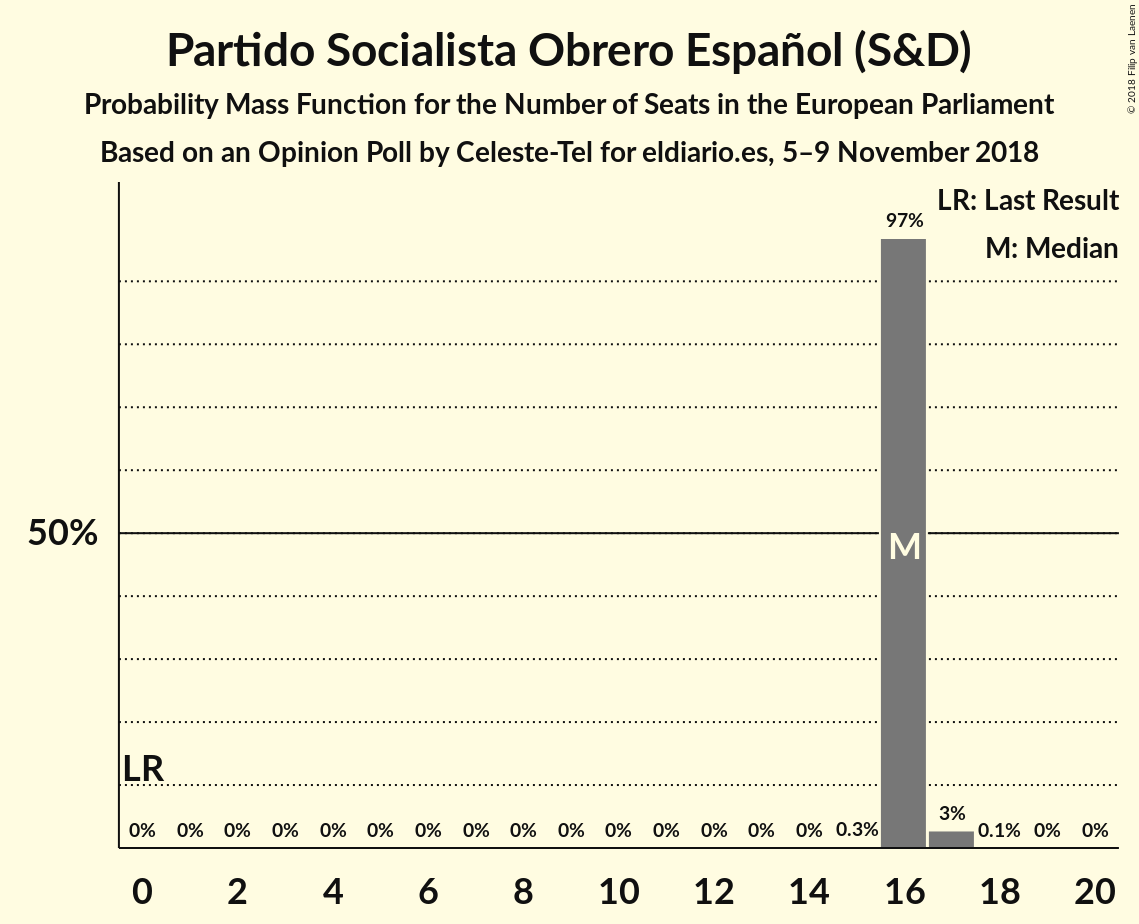 Partido Socialista Obrero Español (S&D)
Probability Mass Function for the Number of Seats in the European Parliament
Based on an Opinion Poll by Celeste-Tel for eldiario.es, 5–9 November 2018
© 2018 Filip van Laenen
LR: Last Result
M: Median
97%
50%
M
LR
0% 0% 0% 0% 0% 0% 0% 0% 0% 0% 0% 0% 0% 0% 0% 0.3% 3% 0.1% 0% 0%
0 2 4 6 8 10 12 14 16 18 20